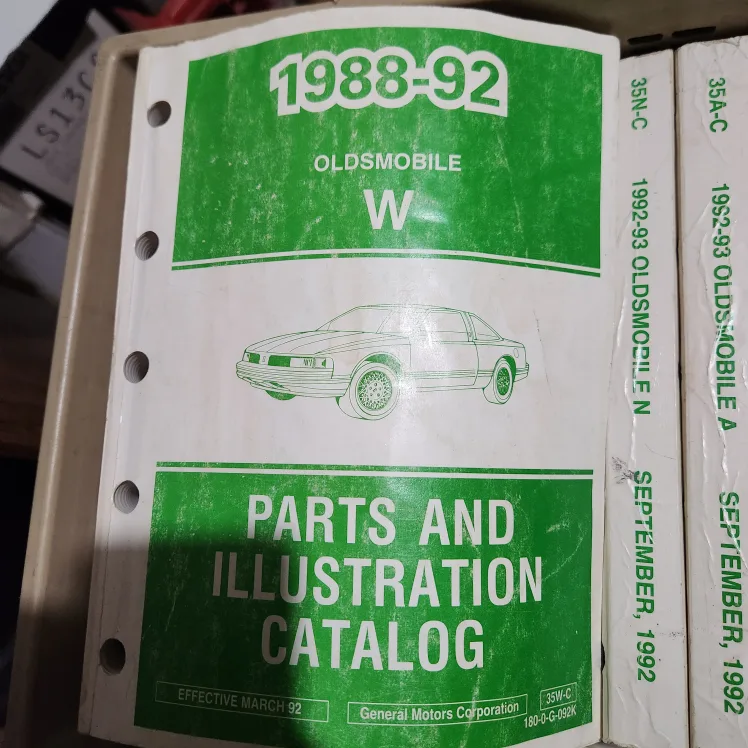 1988-92
OLDSMOBILE
W
PARTS AND
ILLUSTRATION
CATALOG
EFFECTIVE MARCH 92
General Motors Corporation
35W-C
180-0-G-092K
35N-C 1992-93 OLDSMOBILE N SEPTEMBER, 1992
35A-C 1992-93 OLDSMOBILE A SEPTEMBER, 1992